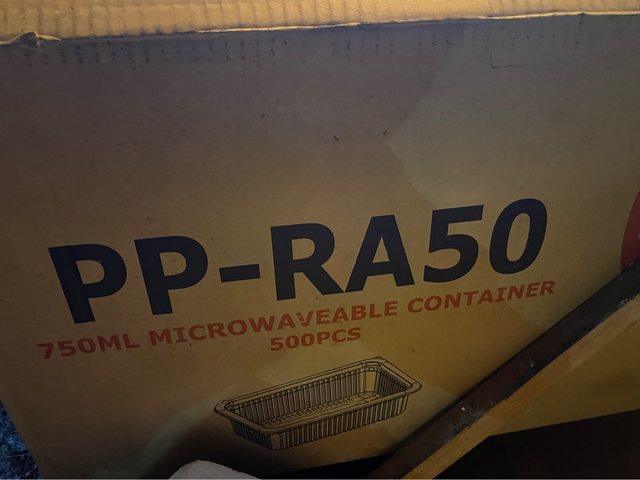 PP-RA50
750ML MICROWAVEABLE CONTAINER
500PCS